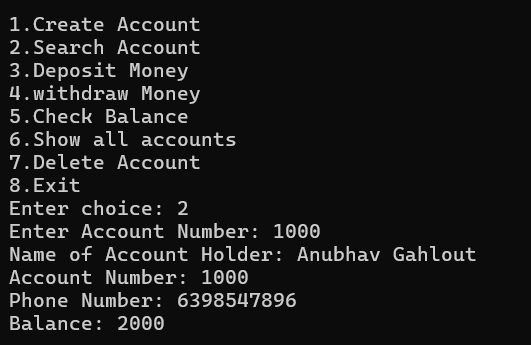 1.Create Account
2.Search Account
3.Deposit Money
4.withdraw Money
5.Check Balance
6.Show all accounts
7.Delete Account
8.Exit
Enter choice: 2
Enter Account Number: 1000
Name of Account Holder: Anubhav Gahlout
Account Number: 1000
Phone Number: 6398547896
Balance: 2000